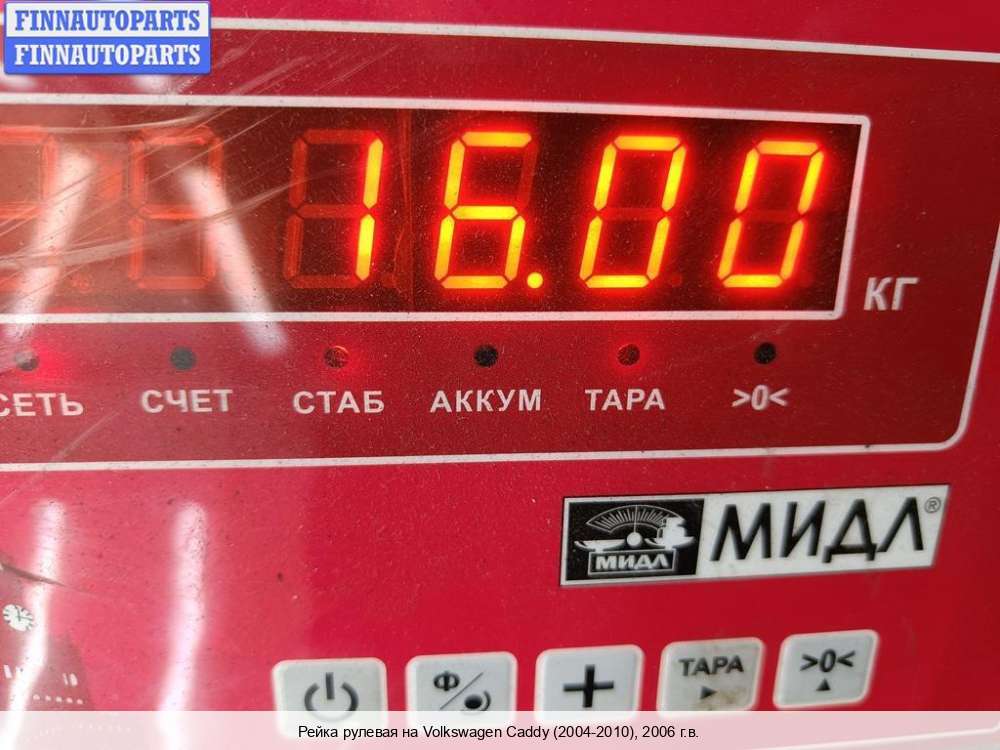 FINNAUTOPARTS
FINNAUTOPARTS
16.00
КГ
СЕТЬ СЧЕТ СТАБ АККУМ ТАРА >0<
МИДЛ МИДЛ®
Ф/ + ТАРА >0<
Рейка рулевая на Volkswagen Caddy (2004-2010), 2006 г.в.